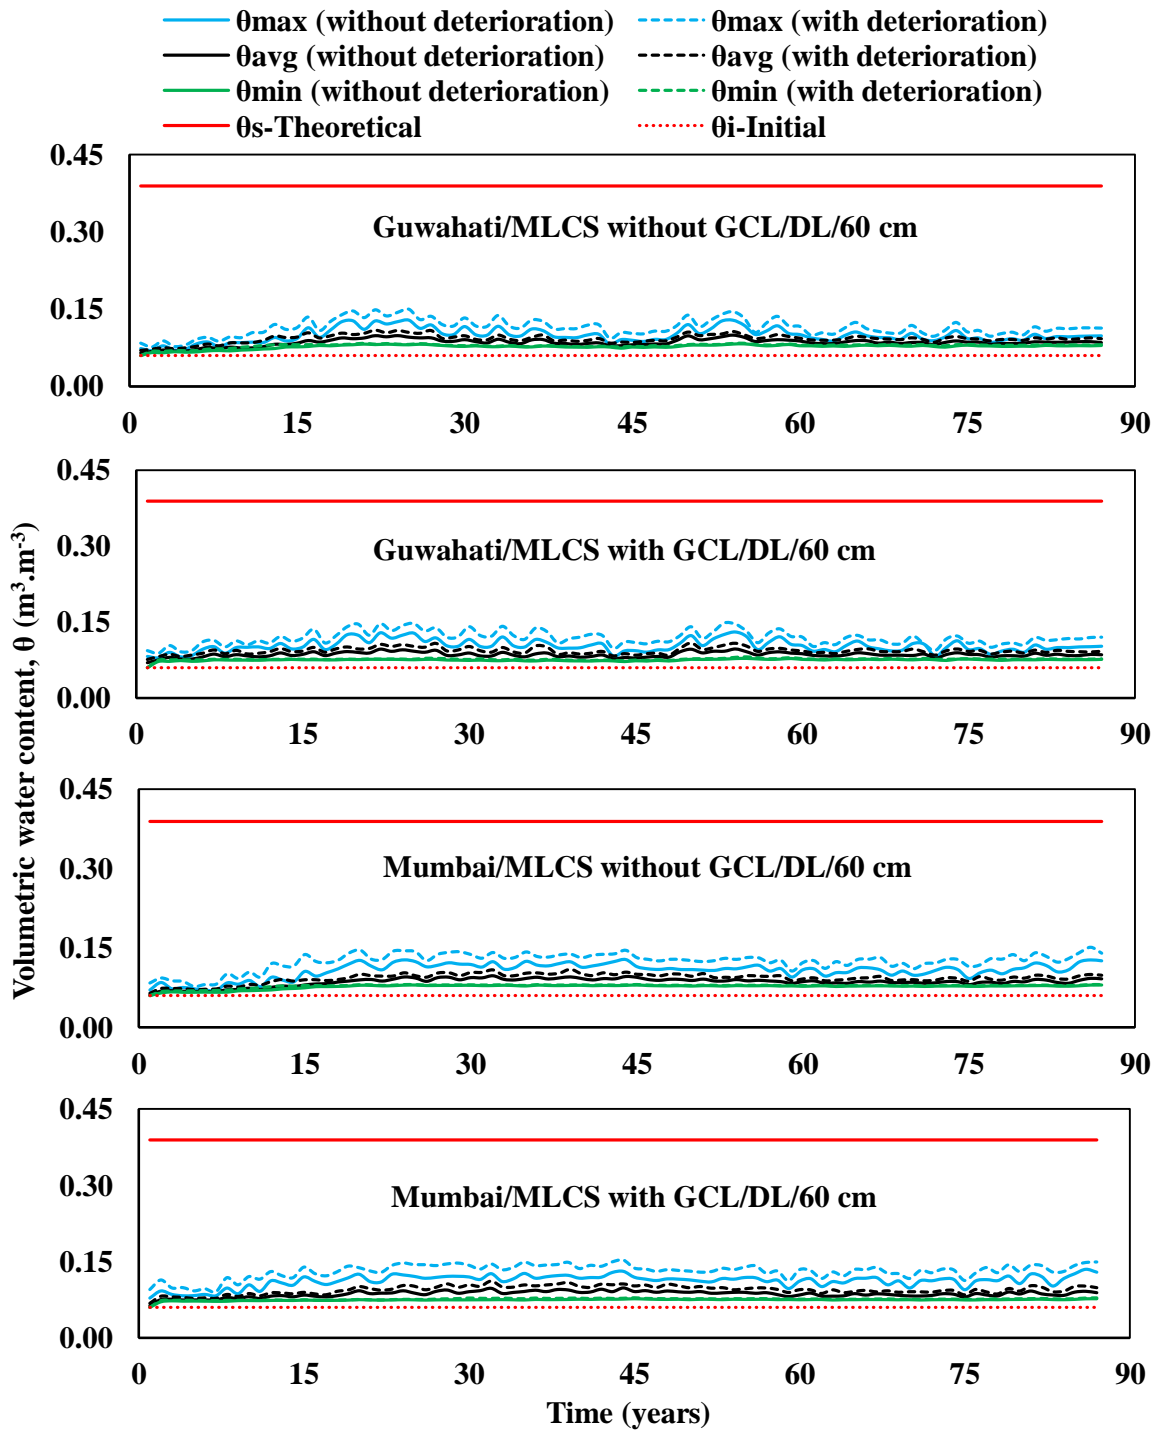 θmax (without deterioration) θmax (with deterioration)
θavg (without deterioration) θavg (with deterioration)
θmin (without deterioration) θmin (with deterioration)
θs-Theoretical θi-Initial
Volumetric water content, θ (m³.m⁻³)
0.45
0.30
0.15
0.00
Guwahati/MLCS without GCL/DL/60 cm
0 15 30 45 60 75 90
0.45
0.30
0.15
0.00
Guwahati/MLCS with GCL/DL/60 cm
0 15 30 45 60 75 90
0.45
0.30
0.15
0.00
Mumbai/MLCS without GCL/DL/60 cm
0 15 30 45 60 75 90
0.45
0.30
0.15
0.00
Mumbai/MLCS with GCL/DL/60 cm
0 15 30 45 60 75 90
Time (years)